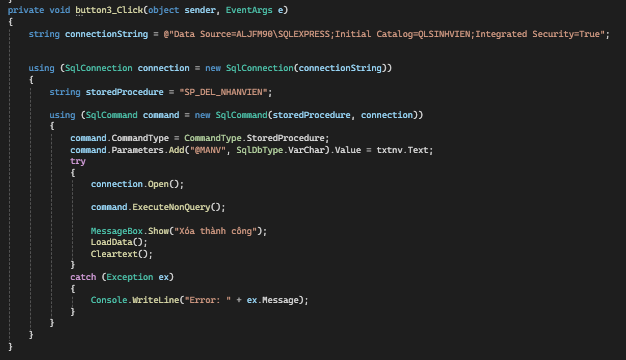 private void button3_Click(object sender, EventArgs e)
{
string connectionString = @"Data Source=ALJFM90\SQLEXPRESS;Initial Catalog=QLSINHVIEN;Integrated Security=True";
using (SqlConnection connection = new SqlConnection(connectionString))
{
string storedProcedure = "SP_DEL_NHANVIEN";
using (SqlCommand command = new SqlCommand(storedProcedure, connection))
{
command.CommandType = CommandType.StoredProcedure;
command.Parameters.Add("@MANV", SqlDbType.VarChar).Value = txtnv.Text;
try
{
connection.Open();
command.ExecuteNonQuery();
MessageBox.Show("Xóa thành công");
LoadData();
Cleartext();
}
catch (Exception ex)
{
Console.WriteLine("Error: " + ex.Message);
}
}
}
}